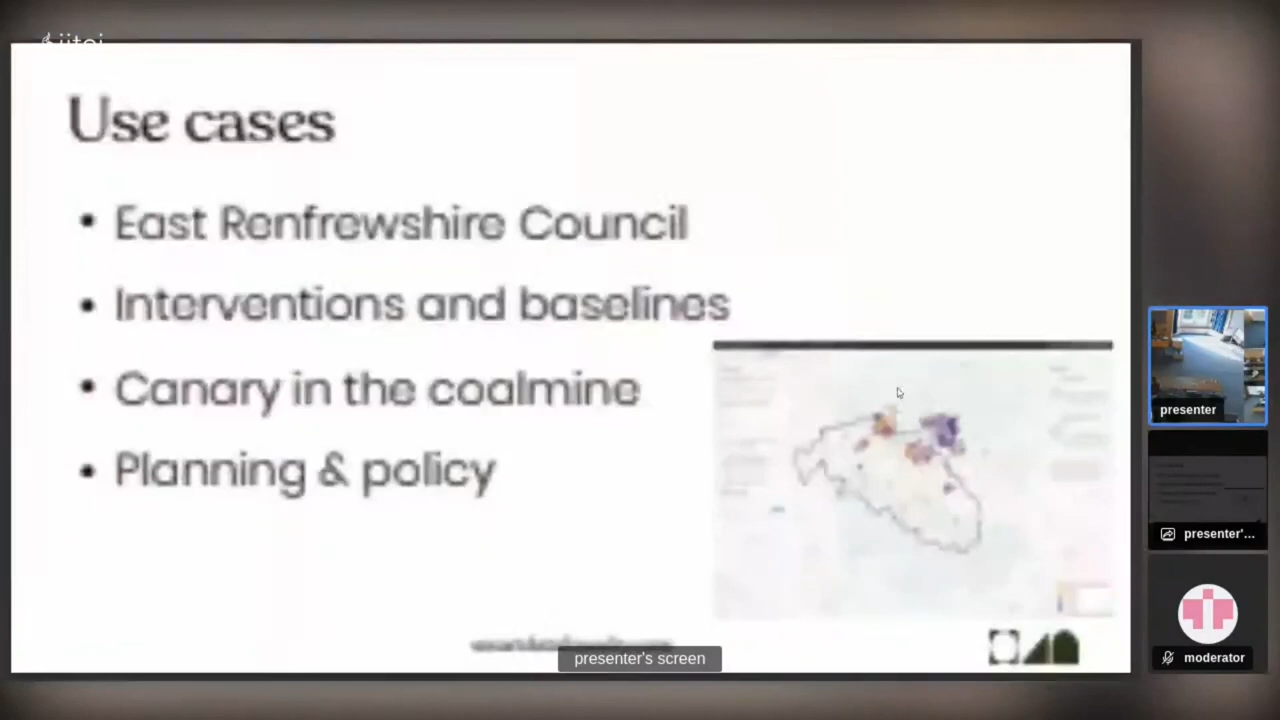 Use cases
• East Renfrewshire Council
• Interventions and baselines
• Canary in the coalmine
• Planning & policy
presenter's screen
presenter
presenter'...
moderator